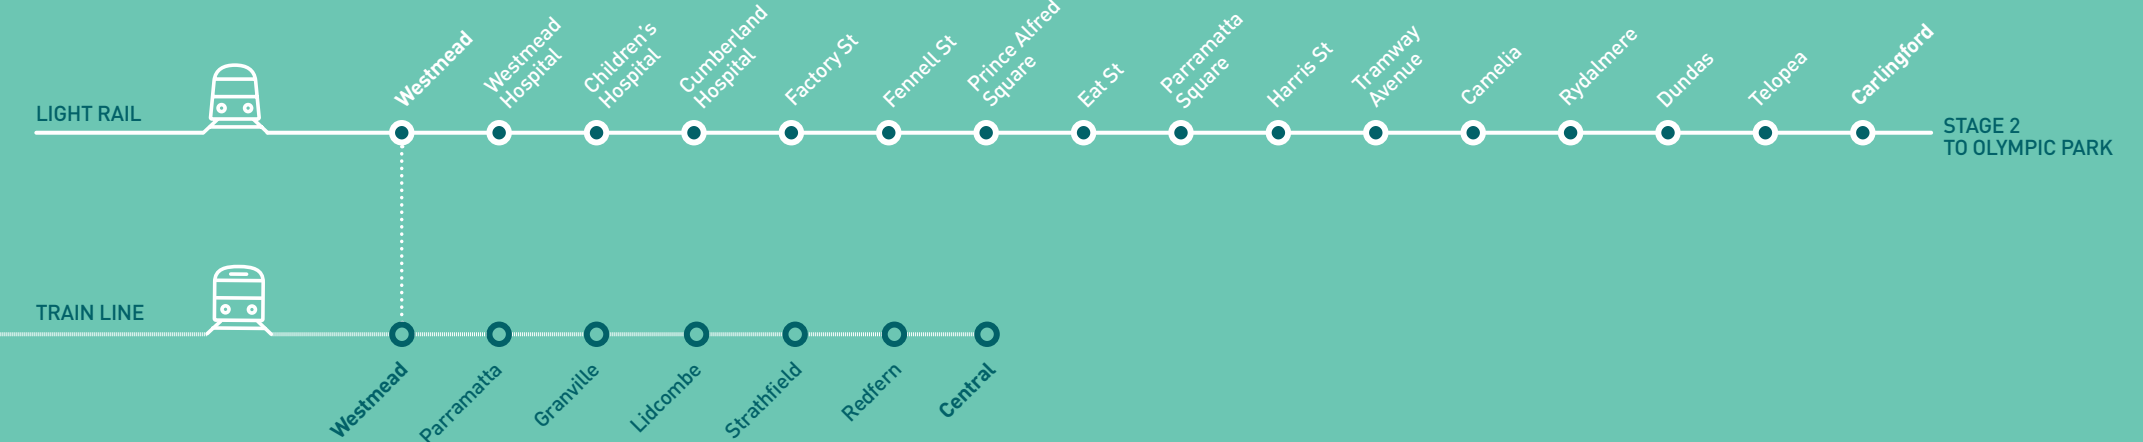 LIGHT RAIL
Westmead
Westmead
Hospital
Children's
Hospital
Cumberland
Hospital
Factory St
Fennell St
Prince Alfred
Square
Eat St
Parramatta
Square
Harris St
Tramway
Avenue
Camelia
Rydalmere
Dundas
Telopea
Carlingford
STAGE 2
TO OLYMPIC PARK
TRAIN LINE
Westmead
Parramatta
Granville
Lidcombe
Strathfield
Redfern
Central